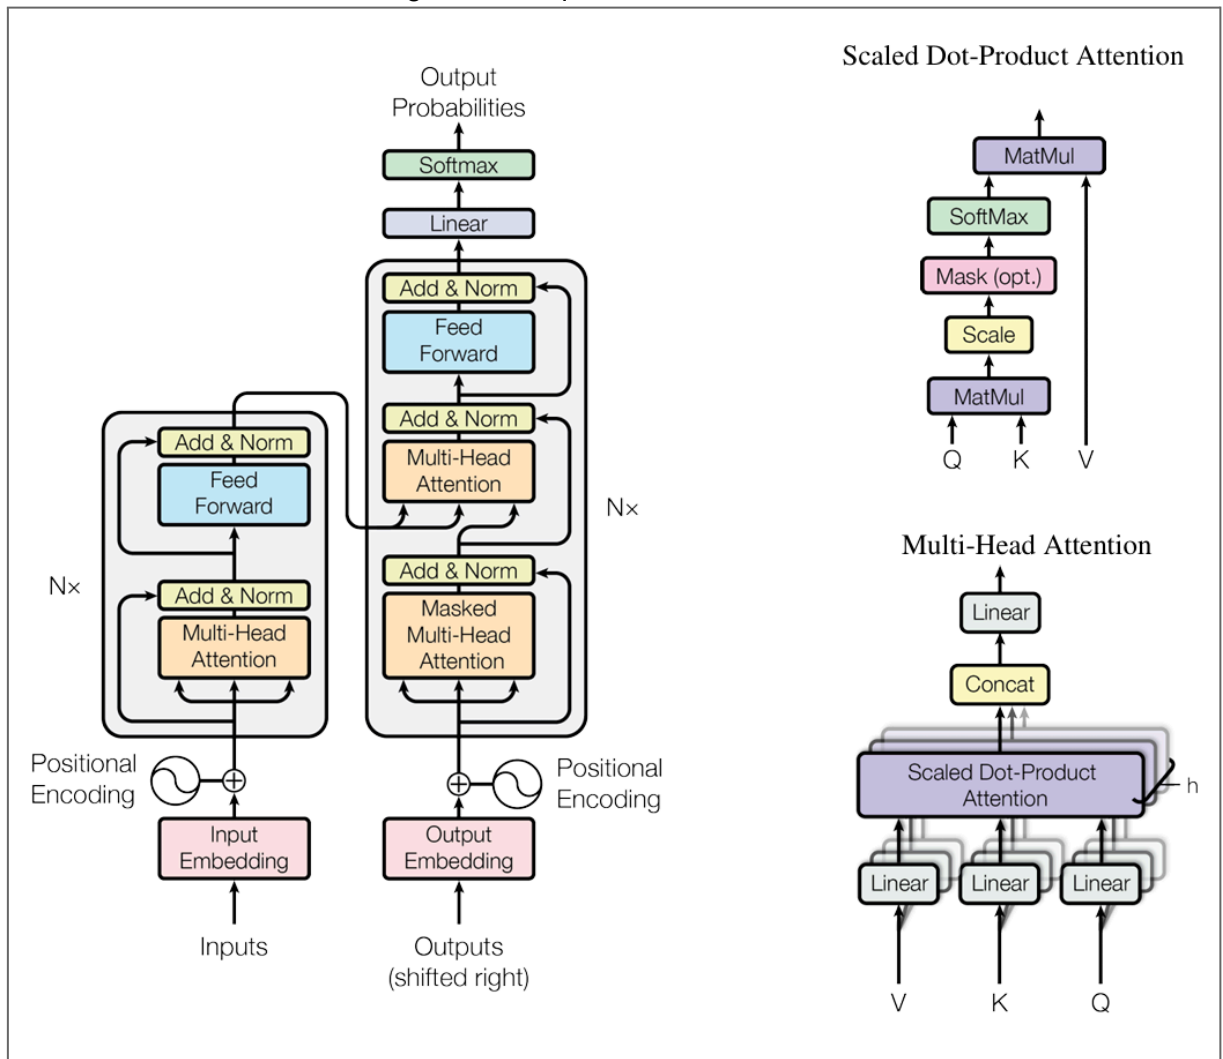 Output
Probabilities
Softmax
Linear
Add & Norm
Feed
Forward
Add & Norm
Multi-Head
Attention
Add & Norm
Masked
Multi-Head
Attention
Nx
Add & Norm
Feed
Forward
Add & Norm
Multi-Head
Attention
Nx
Positional
Encoding
Positional
Encoding
Input
Embedding
Output
Embedding
Inputs
Outputs
(shifted right)
Scaled Dot-Product Attention
MatMul
SoftMax
Mask (opt.)
Scale
MatMul
Q K V
Multi-Head Attention
Linear
Concat
Scaled Dot-Product
Attention
h
Linear Linear Linear
V K Q